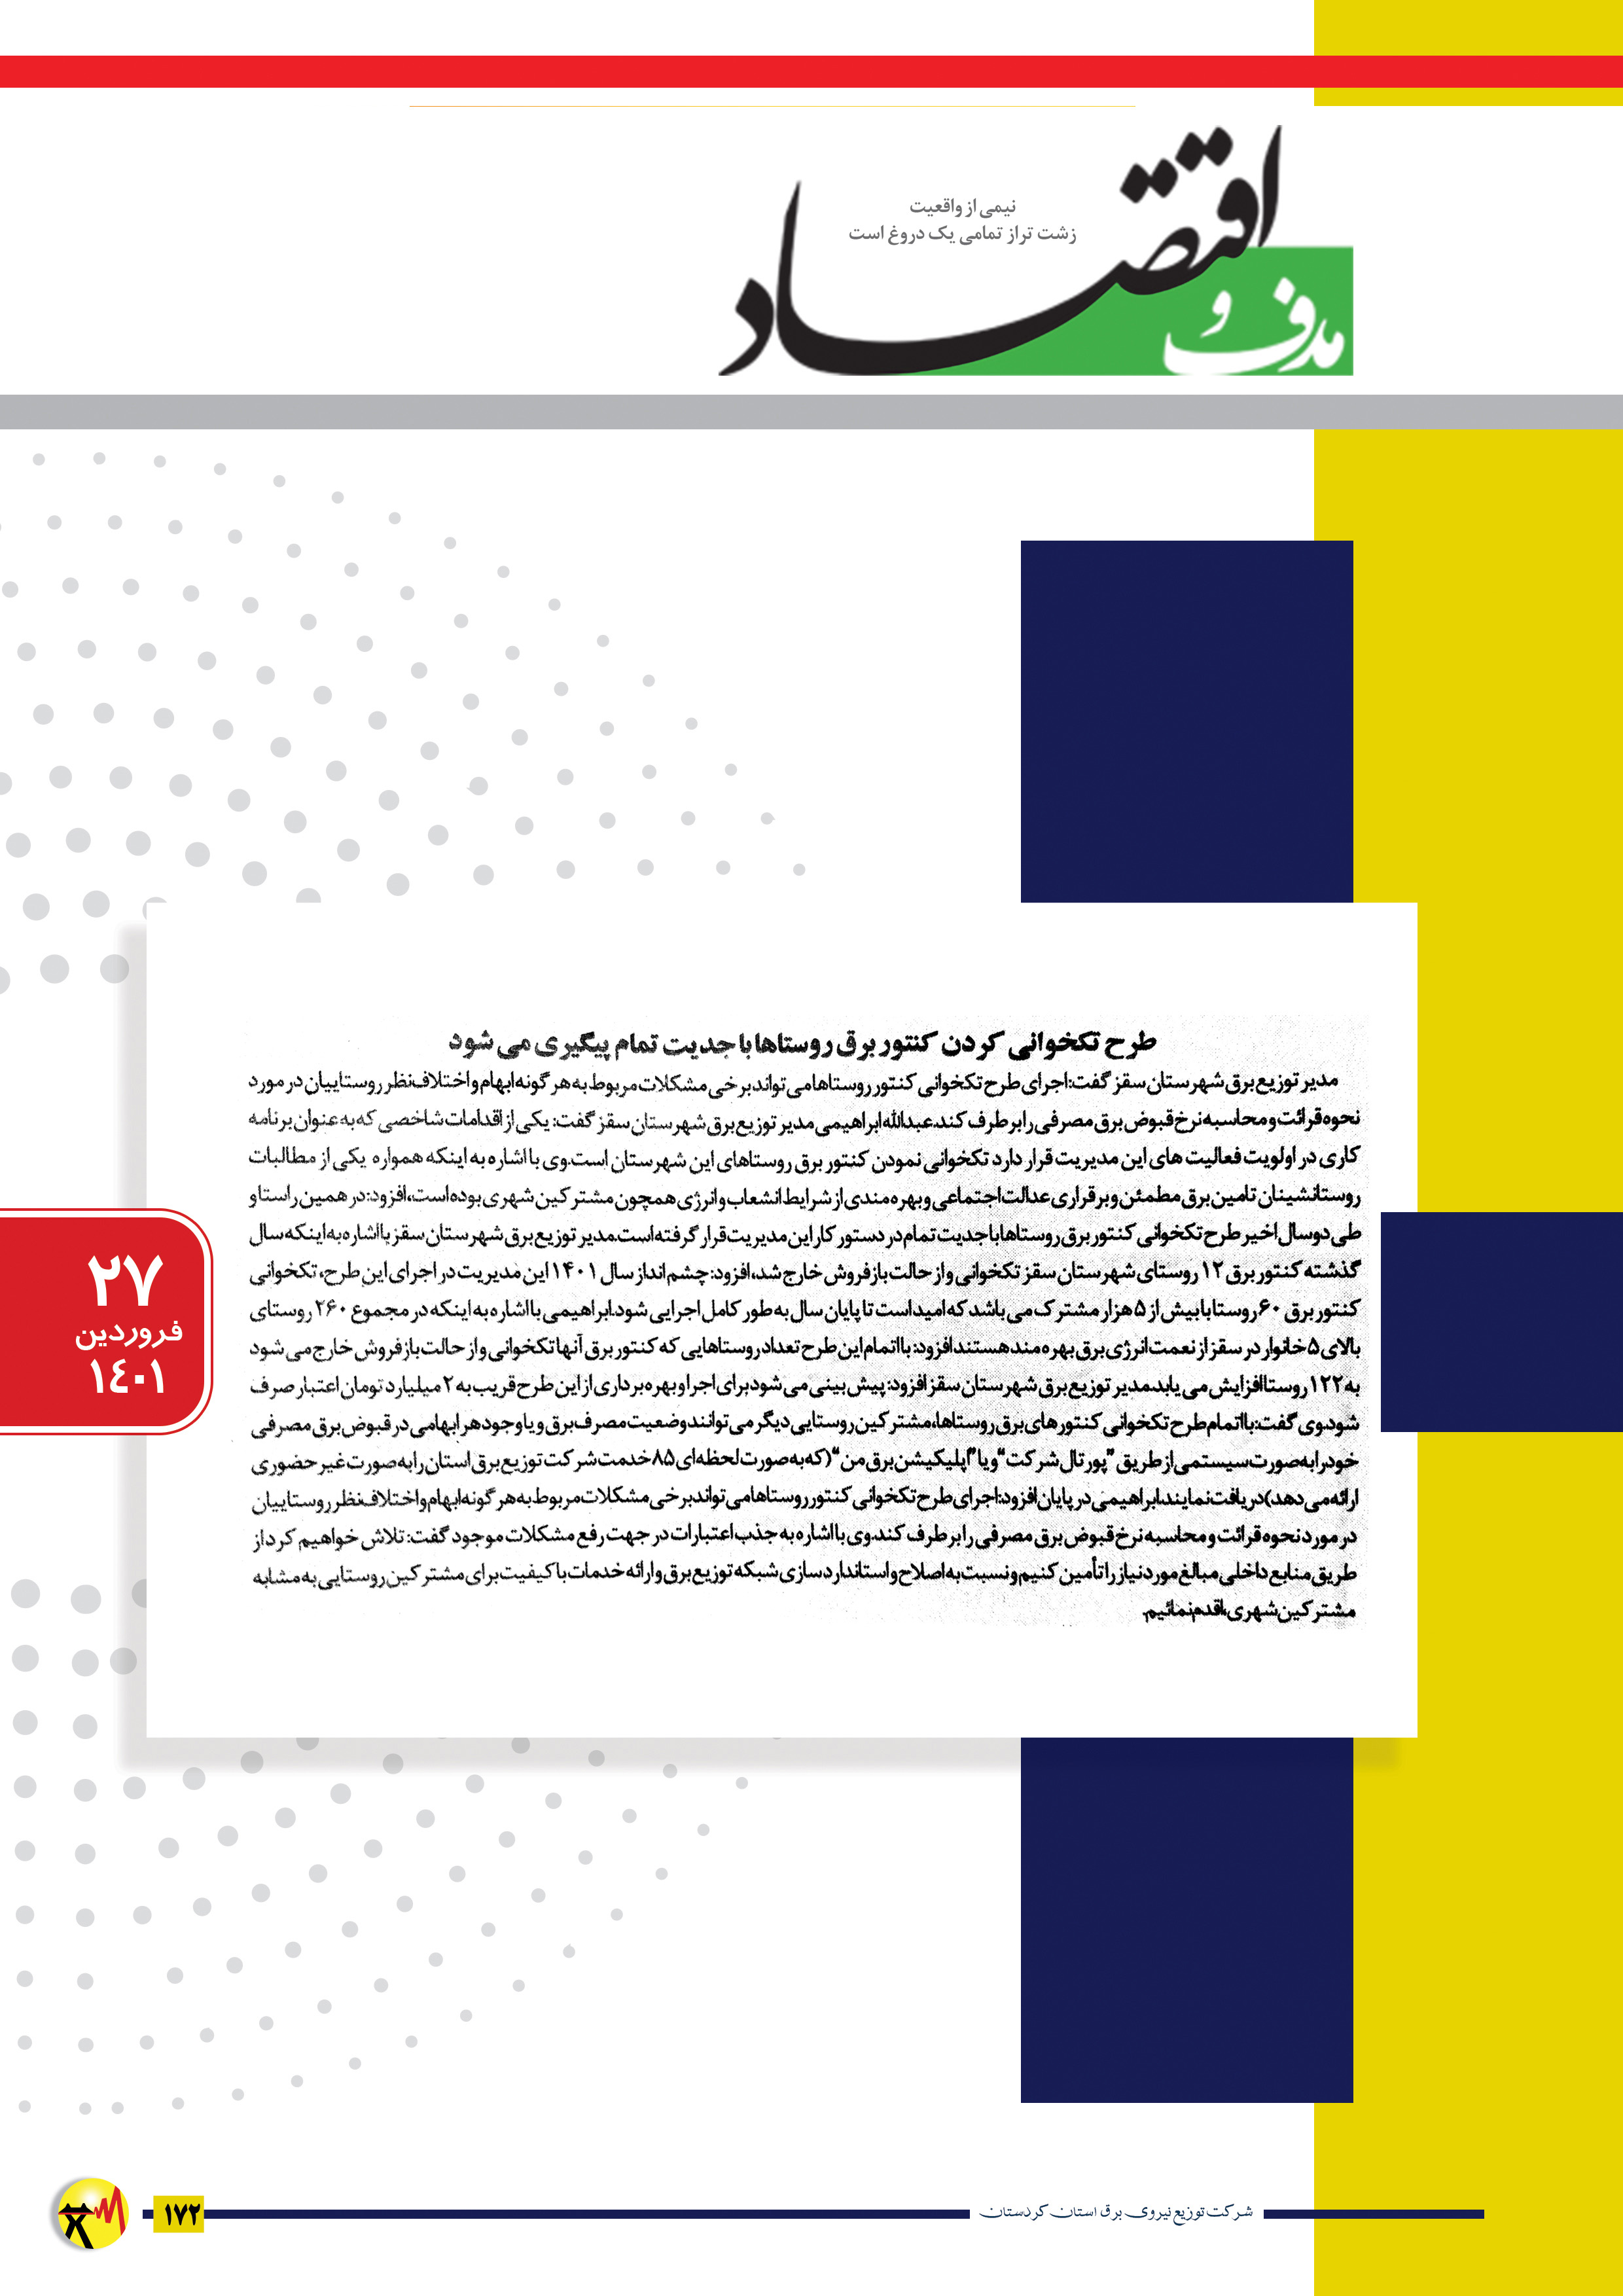 اقتصاد
هدف و
نیمی از واقعیت
زشت تر از تمامی یک دروغ است
طرح تکخوانی کردن کنتور برق روستاها با جدیت تمام پیگیری می شود
مدیر توزیع برق شهرستان سقز گفت: اجرای طرح تکخوانی کنتور روستاها می تواند برخی مشکلات مربوط به هر گونه ابهام و اختلاف نظر روستاییان در مورد
نحوه قرائت و محاسبه نرخ قبوض برق مصرفی را برطرف کند. عبدالله ابراهیمی مدیر توزیع برق شهرستان سقز گفت: یکی از اقدامات شاخصی که به عنوان برنامه
کاری در اولویت فعالیت های این مدیریت قرار دارد تکخوانی نمودن کنتور برق روستاهای این شهرستان است. وی با اشاره به اینکه همواره یکی از مطالبات
روستانشینان تامین برق مطمئن و برقراری عدالت اجتماعی و بهره مندی از شرایط انشعاب و انرژی همچون مشترکین شهری بوده است، افزود: در همین راستا و
طی دو سال اخیر طرح تکخوانی کنتور برق روستاها با جدیت تمام در دستور کار این مدیریت قرار گرفته است. مدیر توزیع برق شهرستان سقز با اشاره به اینکه سال
گذشته کنتور برق ۱۲ روستای شهرستان سقز تکخوانی و از حالت بازفروش خارج شد، افزود: چشم انداز سال ۱۴۰۱ این مدیریت در اجرای این طرح، تکخوانی
کنتور برق ۶۰ روستا با بیش از ۵ هزار مشترک می باشد که امید است تا پایان سال به طور کامل اجرایی شود. ابراهیمی با اشاره به اینکه در مجموع ۲۶۰ روستای
بالای ۵ خانوار در سقز از نعمت انرژی برق بهره مند هستند افزود: با اتمام این طرح تعداد روستاهایی که کنتور برق آنها تکخوانی و از حالت بازفروش خارج می شود
به ۱۲۲ روستا افزایش می یابد. مدیر توزیع برق شهرستان سقز افزود: پیش بینی می شود برای اجرا و بهره برداری از این طرح قریب به ۲ میلیارد تومان اعتبار صرف
شود. وی گفت: با اتمام طرح تکخوانی کنتورهای برق روستاها، مشترکین روستایی دیگر می توانند وضعیت مصرف برق و یا وجود هر ابهامی در قبوض برق مصرفی
خود را به صورت سیستمی از طریق "پورتال شرکت" و یا "اپلیکیشن برق من" (که به صورت لحظه ای ۸۵ خدمت شرکت توزیع برق استان را به صورت غیر حضوری
ارائه می دهد) دریافت نمایند. ابراهیمی در پایان افزود: اجرای طرح تکخوانی کنتور روستاها می تواند برخی مشکلات مربوط به هر گونه ابهام و اختلاف نظر روستاییان
در مورد نحوه قرائت و محاسبه نرخ قبوض برق مصرفی را برطرف کند. وی با اشاره به جذب اعتبارات در جهت رفع مشکلات موجود گفت: تلاش خواهیم کرد از
طریق منابع داخلی مبالغ مورد نیاز را تأمین کنیم و نسبت به اصلاح و استانداردسازی شبکه توزیع برق و ارائه خدمات با کیفیت برای مشترکین روستایی به مشابه
مشترکین شهری، اقدم نمائیم.
۲۷
فروردین
۱۴۰۱
شرکت توزیع نیروی برق استان کردستان
۱۷۲